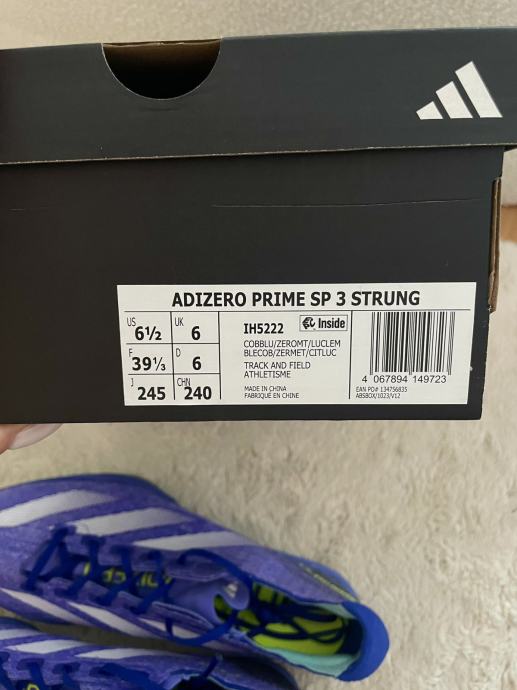 ADIZERO PRIME SP 3 STRUNG
US 6½ UK 6
F 39⅓ D 6
J 245 CHN 240
IH5222 Inside
COBBLU/ZEROMT/LUCLEM
BLECOB/ZERMET/CITLUC
TRACK AND FIELD
ATHLETISME
MADE IN CHINA
FABRIQUE EN CHINE
4 067894 149723
EAN PO# 134756835
ABSBOX/1023/V12